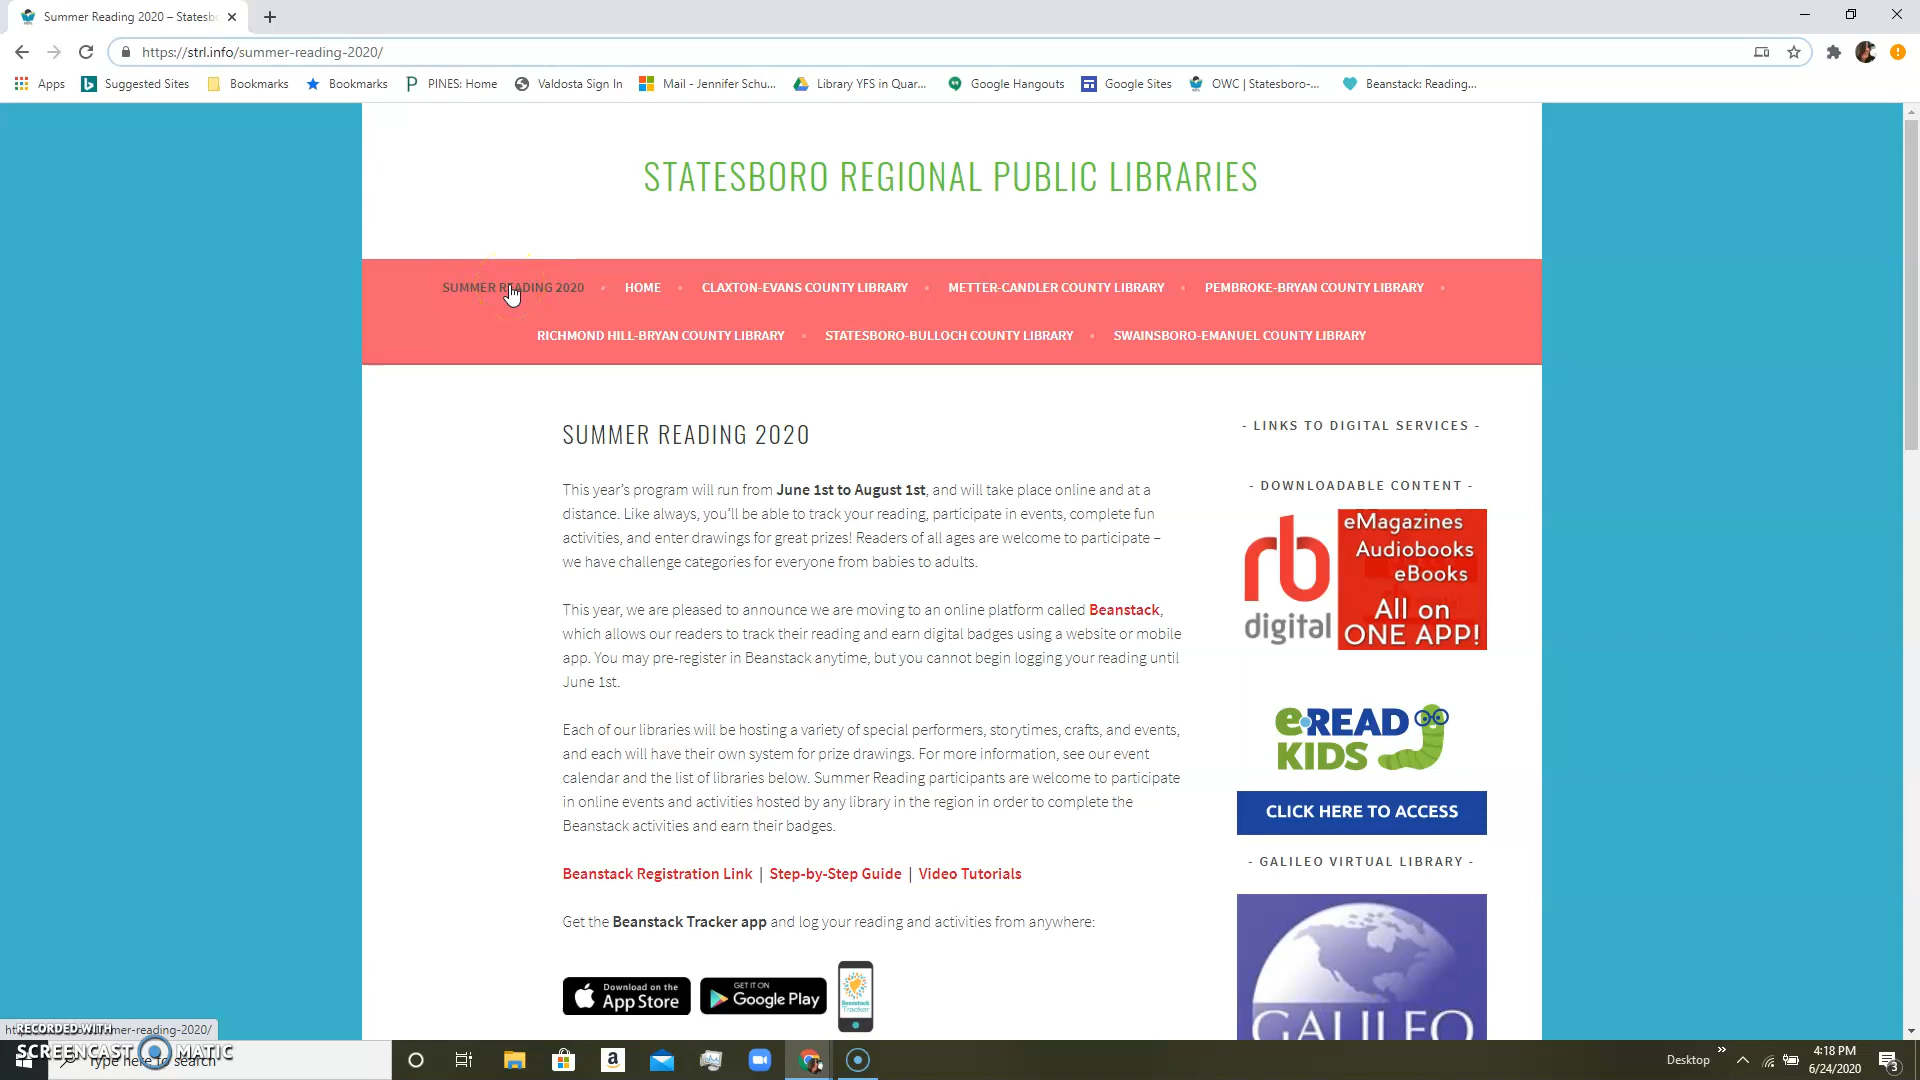 Summer Reading 2020 – Statesb
https://strl.info/summer-reading-2020/
Apps
Suggested Sites
Bookmarks
Bookmarks
PINES: Home
Valdosta Sign In
Mail - Jennifer Schu...
Library YFS in Quar...
Google Hangouts
Google Sites
OWC | Statesboro-...
Beanstack: Reading...
STATESBORO REGIONAL PUBLIC LIBRARIES
SUMMER READING 2020
HOME
CLAXTON-EVANS COUNTY LIBRARY
METTER-CANDLER COUNTY LIBRARY
PEMBROKE-BRYAN COUNTY LIBRARY
RICHMOND HILL-BRYAN COUNTY LIBRARY
STATESBORO-BULLOCH COUNTY LIBRARY
SWAINSBORO-EMANUEL COUNTY LIBRARY
SUMMER READING 2020
This year's program will run from June 1st to August 1st, and will take place online and at a
distance. Like always, you'll be able to track your reading, participate in events, complete fun
activities, and enter drawings for great prizes! Readers of all ages are welcome to participate –
we have challenge categories for everyone from babies to adults.
This year, we are pleased to announce we are moving to an online platform called Beanstack,
which allows our readers to track their reading and earn digital badges using a website or mobile
app. You may pre-register in Beanstack anytime, but you cannot begin logging your reading until
June 1st.
Each of our libraries will be hosting a variety of special performers, storytimes, crafts, and events,
and each will have their own system for prize drawings. For more information, see our event
calendar and the list of libraries below. Summer Reading participants are welcome to participate
in online events and activities hosted by any library in the region in order to complete the
Beanstack activities and earn their badges.
Beanstack Registration Link | Step-by-Step Guide | Video Tutorials
Get the Beanstack Tracker app and log your reading and activities from anywhere:
Download on the
App Store
GET IT ON
Google Play
Beanstack
Tracker
- LINKS TO DIGITAL SERVICES -
- DOWNLOADABLE CONTENT -
rb
digital
eMagazines
Audiobooks
eBooks
All on
ONE APP!
eREAD
KIDS
CLICK HERE TO ACCESS
- GALILEO VIRTUAL LIBRARY -
GALILEO
RECORDED WITH
SCREENCAST MATIC
Type here to search
Desktop
4:18 PM
6/24/2020
3